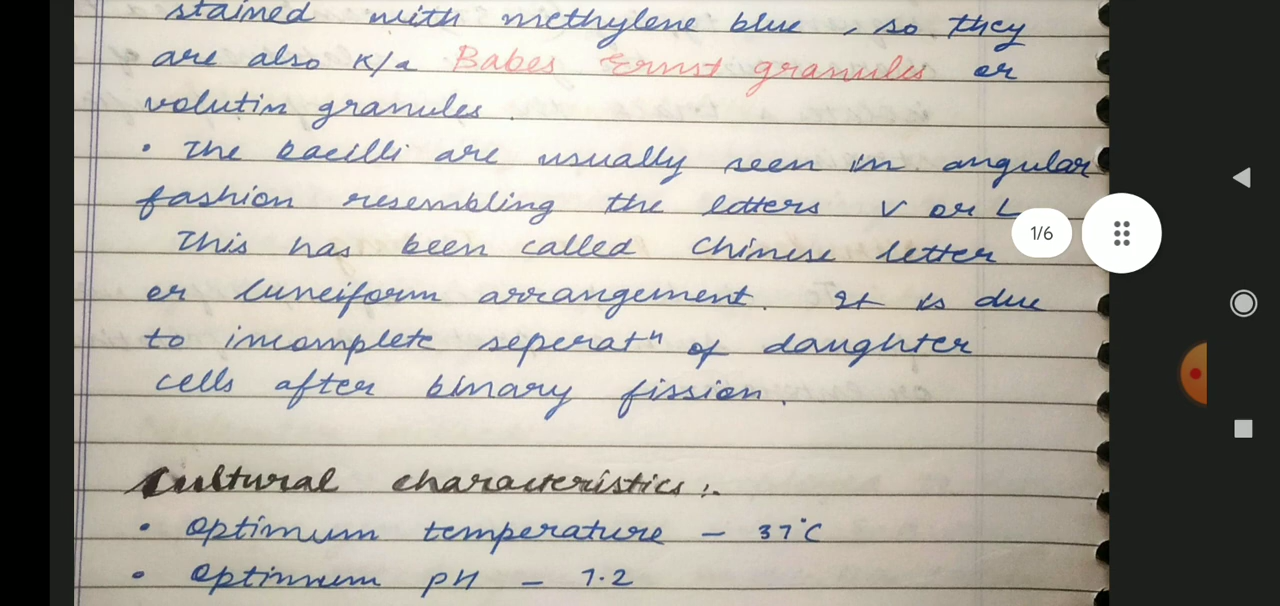 stained with methylene blue, so they
are also k/a Babes Ernst granules or
volutin granules.
• The bacilli are usually seen in angular
fashion resembling the letters V or L
This has been called Chinese letter
or cuneiform arrangement. It is due
to incomplete seperatⁿ of daughter
cells after binary fission.
1/6
Cultural characteristics :-
• optimum temperature – 37°C
• optimum pH – 7.2